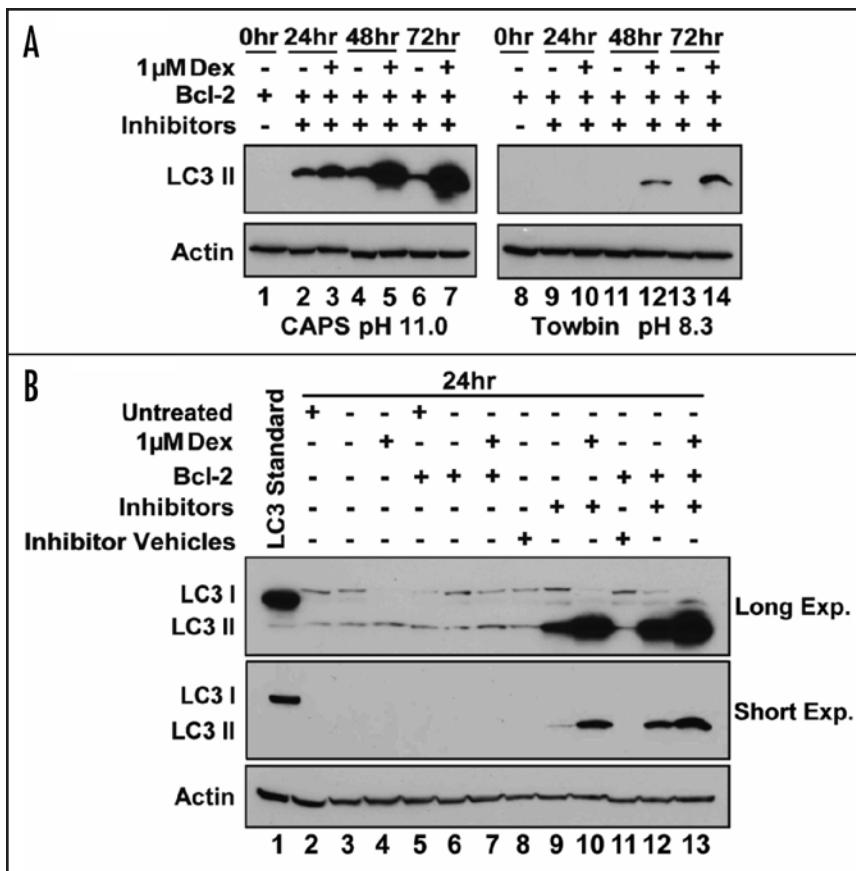 A
0hr 24hr 48hr 72hr 0hr 24hr 48hr 72hr
1µM Dex - - + - + - + - - + - + - +
Bcl-2 + + + + + + + + + + + + + +
Inhibitors - + + + + + + - + + + + + +
LC3 II
Actin
1 2 3 4 5 6 7 8 9 10 11 12 13 14
CAPS pH 11.0 Towbin pH 8.3
B
24hr
LC3 Standard
Untreated + - - + - - - - - - - -
1µM Dex - - + - - + - - + - - +
Bcl-2 - - - + + + - - - + + +
Inhibitors - - - - - - - + + - + +
Inhibitor Vehicles - - - - - - + - - + - -
LC3 I
LC3 II
Long Exp.
LC3 I
LC3 II
Short Exp.
Actin
1 2 3 4 5 6 7 8 9 10 11 12 13